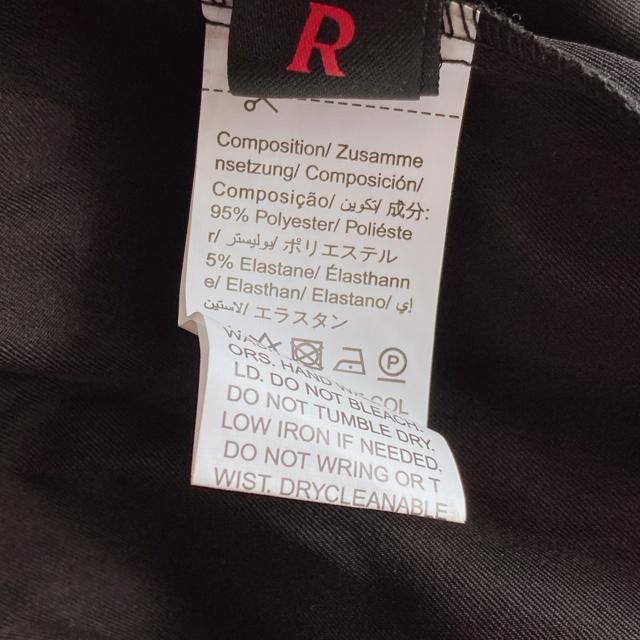 R
Composition/ Zusamme
nsetzung/ Composición/
Composição/ تكوين/ 成分:
95% Polyester/ Poliéste
r/ بوليستر/ ポリエステル
5% Elastane/ Élasthann
e/ Elasthan/ Elastano/ إي
لاستين/ エラスタン
P
ORS. HAND COL
LD. DO NOT BLEACH.
DO NOT TUMBLE DRY.
LOW IRON IF NEEDED.
DO NOT WRING OR T
WIST. DRYCLEANABLE